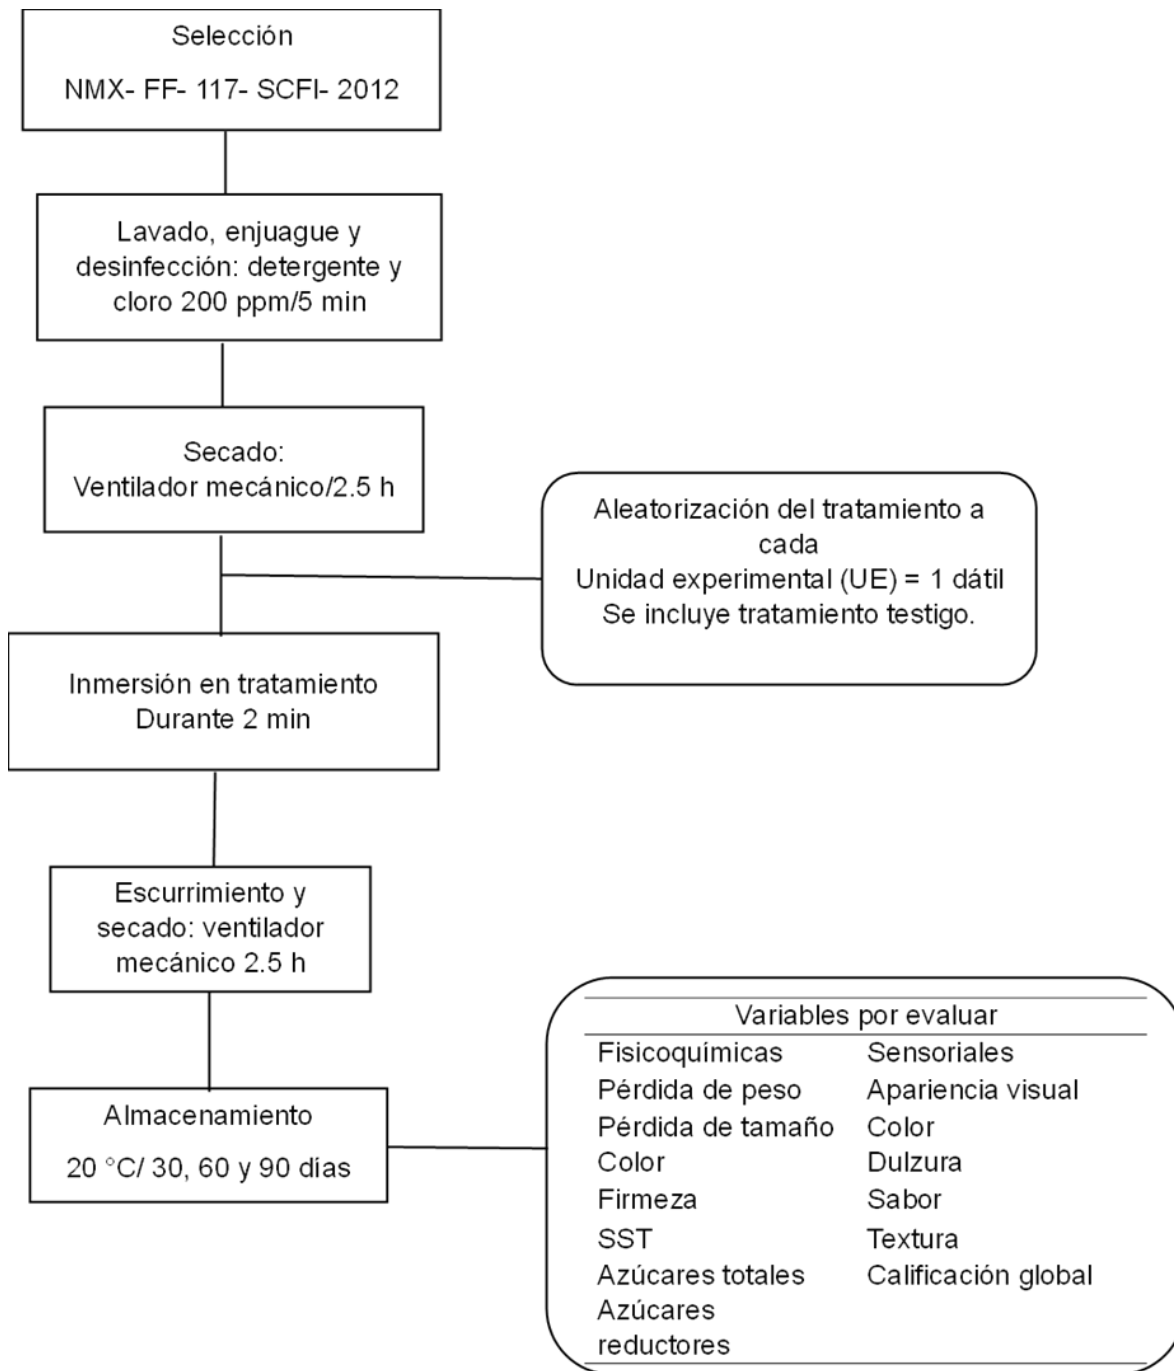 Selección
NMX- FF- 117- SCFI- 2012
Lavado, enjuague y
desinfección: detergente y
cloro 200 ppm/5 min
Secado:
Ventilador mecánico/2.5 h
Aleatorización del tratamiento a
cada
Unidad experimental (UE) = 1 dátil
Se incluye tratamiento testigo.
Inmersión en tratamiento
Durante 2 min
Escurrimiento y
secado: ventilador
mecánico 2.5 h
Almacenamiento
20 °C/ 30, 60 y 90 días
Variables por evaluar
Fisicoquímicas Sensoriales
Pérdida de peso Apariencia visual
Pérdida de tamaño Color
Color Dulzura
Firmeza Sabor
SST Textura
Azúcares totales Calificación global
Azúcares
reductores